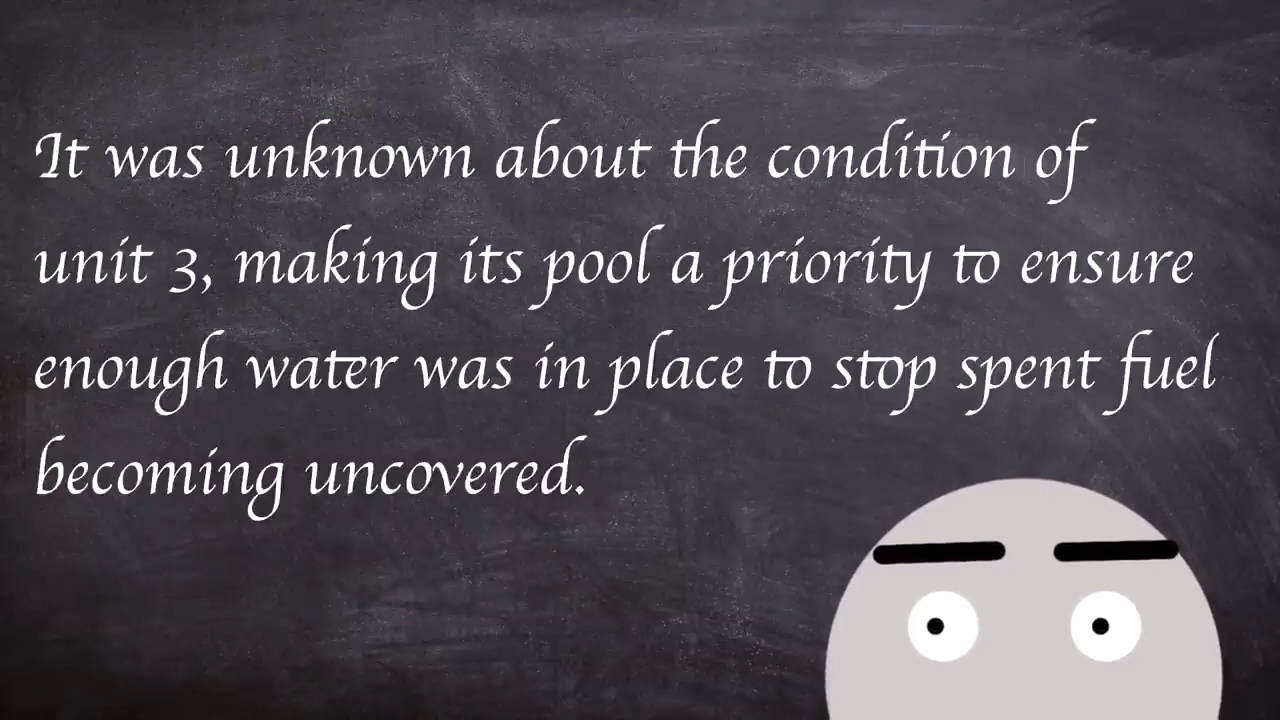 It was unknown about the condition of
unit 3, making its pool a priority to ensure
enough water was in place to stop spent fuel
becoming uncovered.